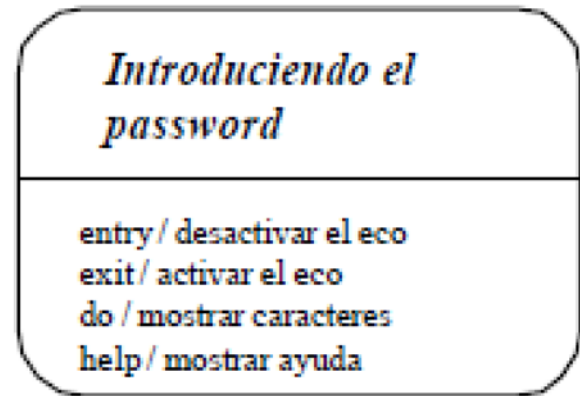 Introduciendo el
password
entry / desactivar el eco
exit / activar el eco
do / mostrar caracteres
help / mostrar ayuda